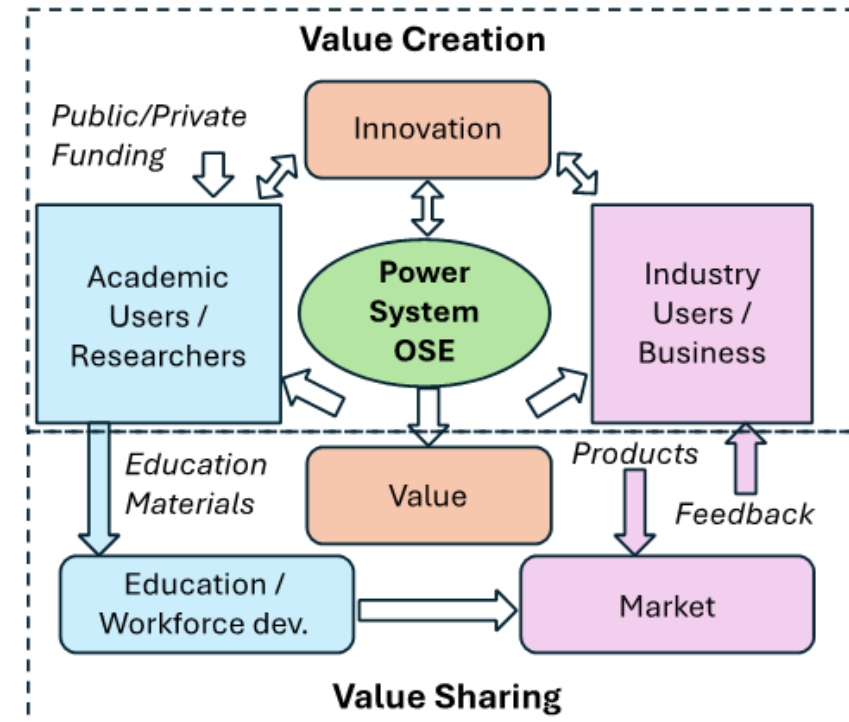 Value Creation
Public/Private
Funding
Innovation
Academic
Users /
Researchers
Power
System
OSE
Industry
Users /
Business
Education
Materials
Value
Products
Feedback
Education /
Workforce dev.
Market
Value Sharing